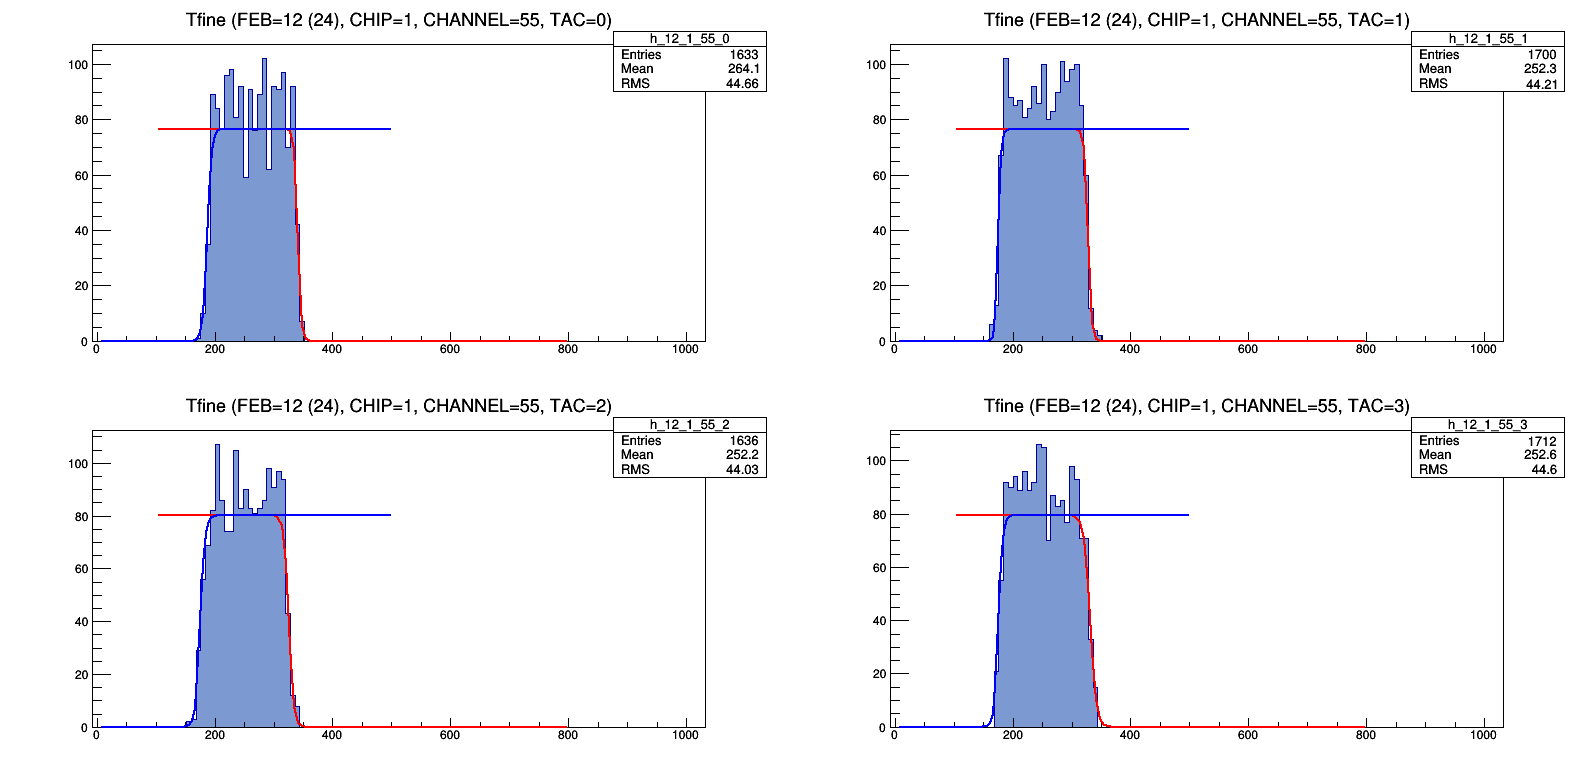 Tfine (FEB=12 (24), CHIP=1, CHANNEL=55, TAC=0)
h_12_1_55_0
Entries 1633
Mean 264.1
RMS 44.66
100
80
60
40
20
0
0 200 400 600 800 1000
Tfine (FEB=12 (24), CHIP=1, CHANNEL=55, TAC=1)
h_12_1_55_1
Entries 1700
Mean 252.3
RMS 44.21
100
80
60
40
20
0
0 200 400 600 800 1000
Tfine (FEB=12 (24), CHIP=1, CHANNEL=55, TAC=2)
h_12_1_55_2
Entries 1636
Mean 252.2
RMS 44.03
100
80
60
40
20
0
0 200 400 600 800 1000
Tfine (FEB=12 (24), CHIP=1, CHANNEL=55, TAC=3)
h_12_1_55_3
Entries 1712
Mean 252.6
RMS 44.6
100
80
60
40
20
0
0 200 400 600 800 1000